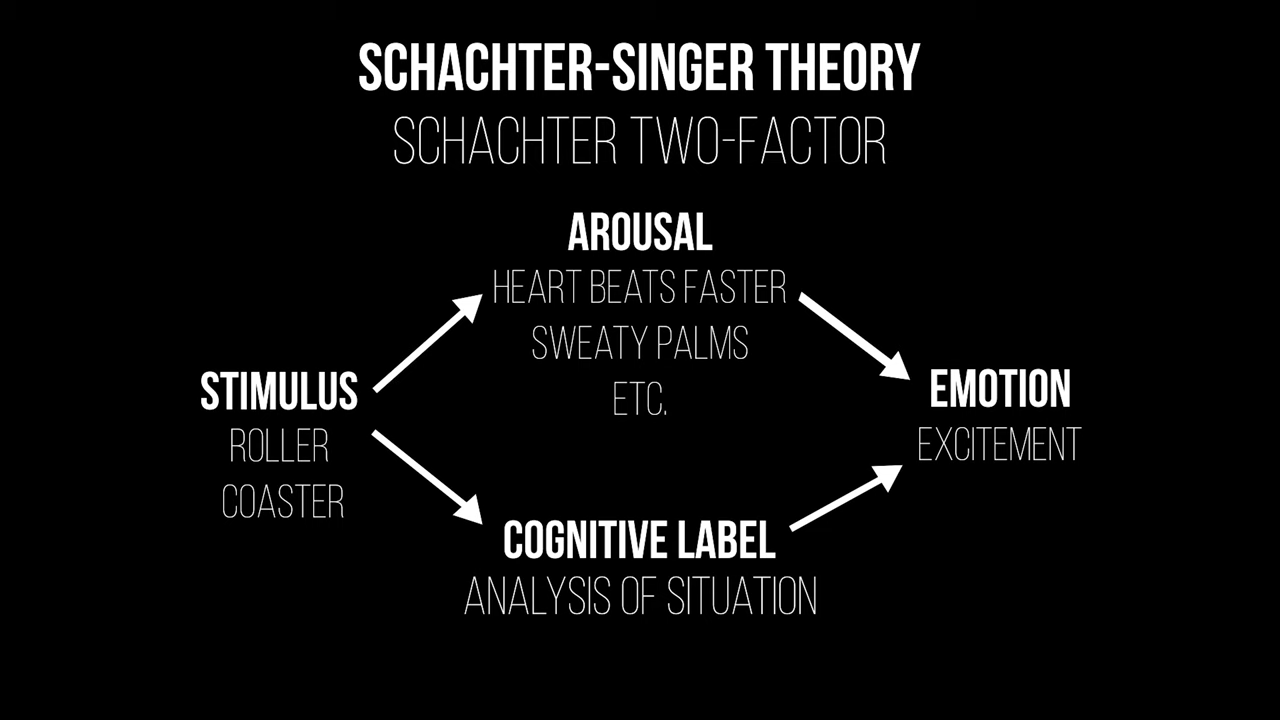 SCHACHTER-SINGER THEORY
SCHACHTER TWO-FACTOR
AROUSAL
HEART BEATS FASTER
SWEATY PALMS
ETC.
STIMULUS
ROLLER
COASTER
EMOTION
EXCITEMENT
COGNITIVE LABEL
ANALYSIS OF SITUATION